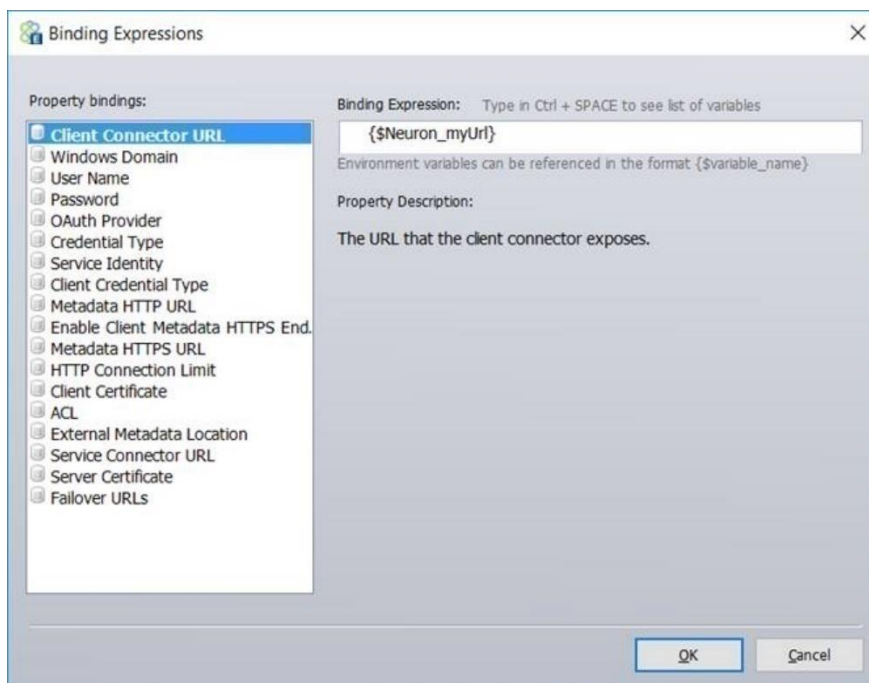 Binding Expressions
Property bindings:
Client Connector URL
Windows Domain
User Name
Password
OAuth Provider
Credential Type
Service Identity
Client Credential Type
Metadata HTTP URL
Enable Client Metadata HTTPS End.
Metadata HTTPS URL
HTTP Connection Limit
Client Certificate
ACL
External Metadata Location
Service Connector URL
Server Certificate
Failover URLs
Binding Expression: Type in Ctrl + SPACE to see list of variables
{$Neuron_myUrl}
Environment variables can be referenced in the format {$variable_name}
Property Description:
The URL that the client connector exposes.
OK Cancel